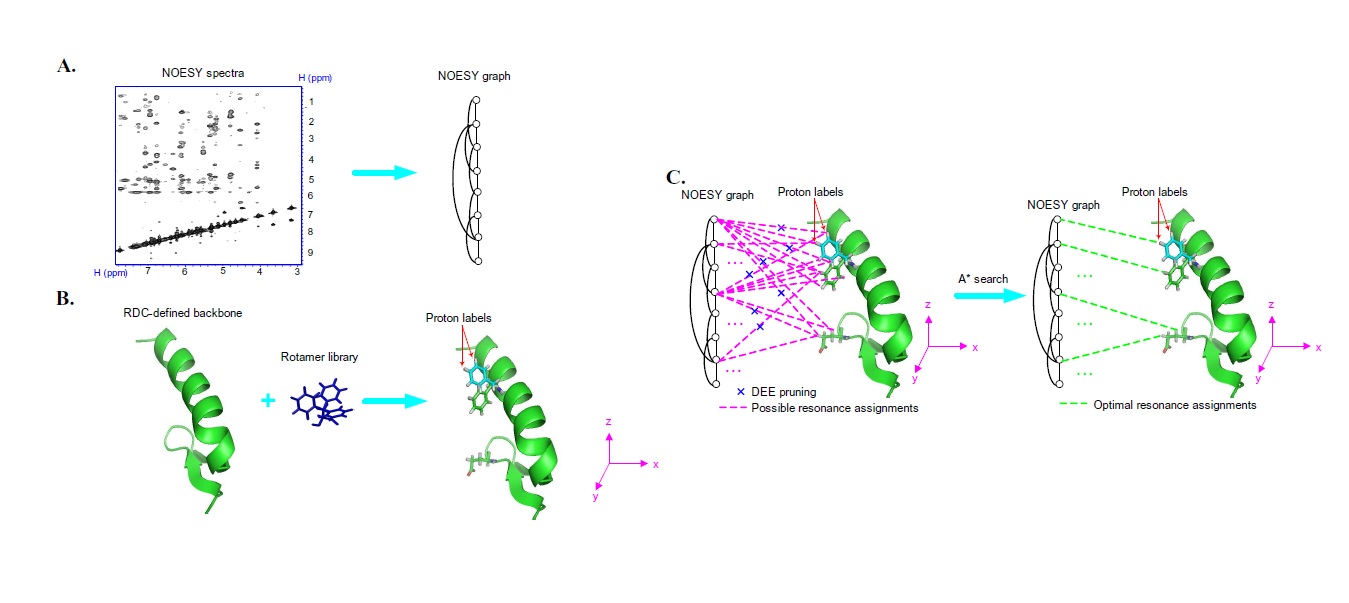 A.
NOESY spectra
H (ppm)
1
2
3
4
5
6
7
8
9
H (ppm)
7
6
5
4
3
NOESY graph
B.
RDC-defined backbone
+
Rotamer library
Proton labels
z
x
y
C.
NOESY graph
Proton labels
...
...
...
z
x
y
× DEE pruning
Possible resonance assignments
A* search
NOESY graph
Proton labels
...
...
...
z
x
y
Optimal resonance assignments